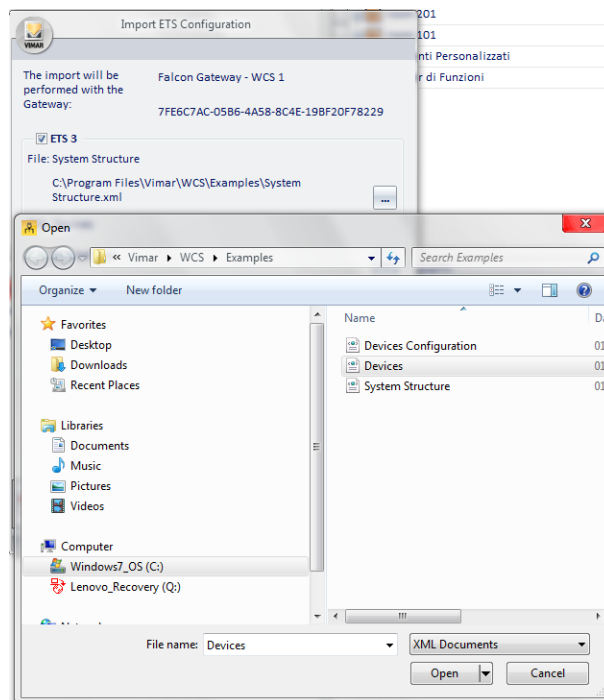 Import ETS Configuration
201
101
nti Personalizzati
r di Funzioni
VIMAR
The import will be
performed with the
Gateway:
Falcon Gateway - WCS 1
7FE6C7AC-05B6-4A58-8C4E-19BF20F78229
ETS 3
File: System Structure
C:\Program Files\Vimar\WCS\Examples\System
Structure.xml
...
Open
« Vimar WCS Examples
Search Examples
Organize New folder
Name Da
Favorites
Desktop
Downloads
Recent Places
Libraries
Documents
Music
Pictures
Videos
Computer
Windows7_OS (C:)
Lenovo_Recovery (Q:)
Devices Configuration 01
Devices 01
System Structure 01
File name: Devices
XML Documents
Open Cancel